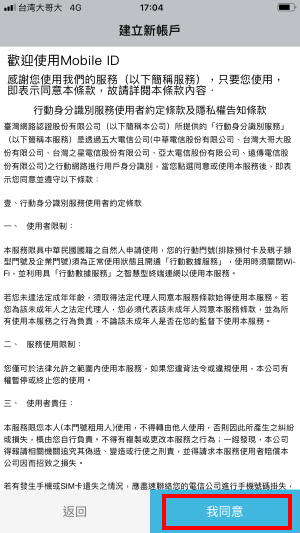 台灣大哥大 4G 17:04
建立新帳戶
歡迎使用Mobile ID
感謝您使用我們的服務（以下簡稱服務），只要您使用，
即表示同意本條款，故請詳閱本條款內容．
行動身分識別服務使用者約定條款及隱私權告知條款
臺灣網路認證股份有限公司（以下簡稱本公司）所提供的「行動身分識別服務」
（以下簡稱本服務）是透過五大電信公司(中華電信股份有限公司、台灣大哥大股
份有限公司、台灣之星電信股份有限公司、亞太電信股份有限公司、遠傳電信股
份有限公司)之行動網路進行用戶身分識別，當您點選同意或使用本服務後，即表
示您同意並遵守以下條款：
壹、行動身分識別服務使用者約定條款
一、 使用者限制：
本服務限具中華民國國籍之自然人申請使用，您的行動門號(排除預付卡及親子類
型門號及企業門號)須為正常使用狀態且開通「行動數據服務」，使用時須關閉Wi-
Fi，並利用具「行動數據服務」之智慧型終端連網以使用本服務。
若您未達法定成年年齡，須取得法定代理人同意本服務條款始得使用本服務。若
您為該未成年人之法定代理人，您必須代表該未成年人同意本服務條款，並為所
有使用本服務之行為負責，不論該未成年人是否在您的監督下使用本服務。
二、 服務使用限制：
您僅可於法律允許之範圍內使用本服務，如果您違背法令或違規使用，本公司有
權暫停或終止您的使用。
三、 使用者責任：
本服務限您本人(本門號租用人)使用，不得轉由他人使用，否則因此所產生之糾紛
或損失，概由您自行負責。不得有複製或更改本服務之行為；一經發現，本公司
得報請相關機關追究其偽造、變造或行使之刑責，並得請求本服務使用者賠償本
公司因而招致之損失。
若有發生手機或SIM卡遺失之情況，應盡速聯絡您的電信公司進行手機號碼掛失，
返回
我同意